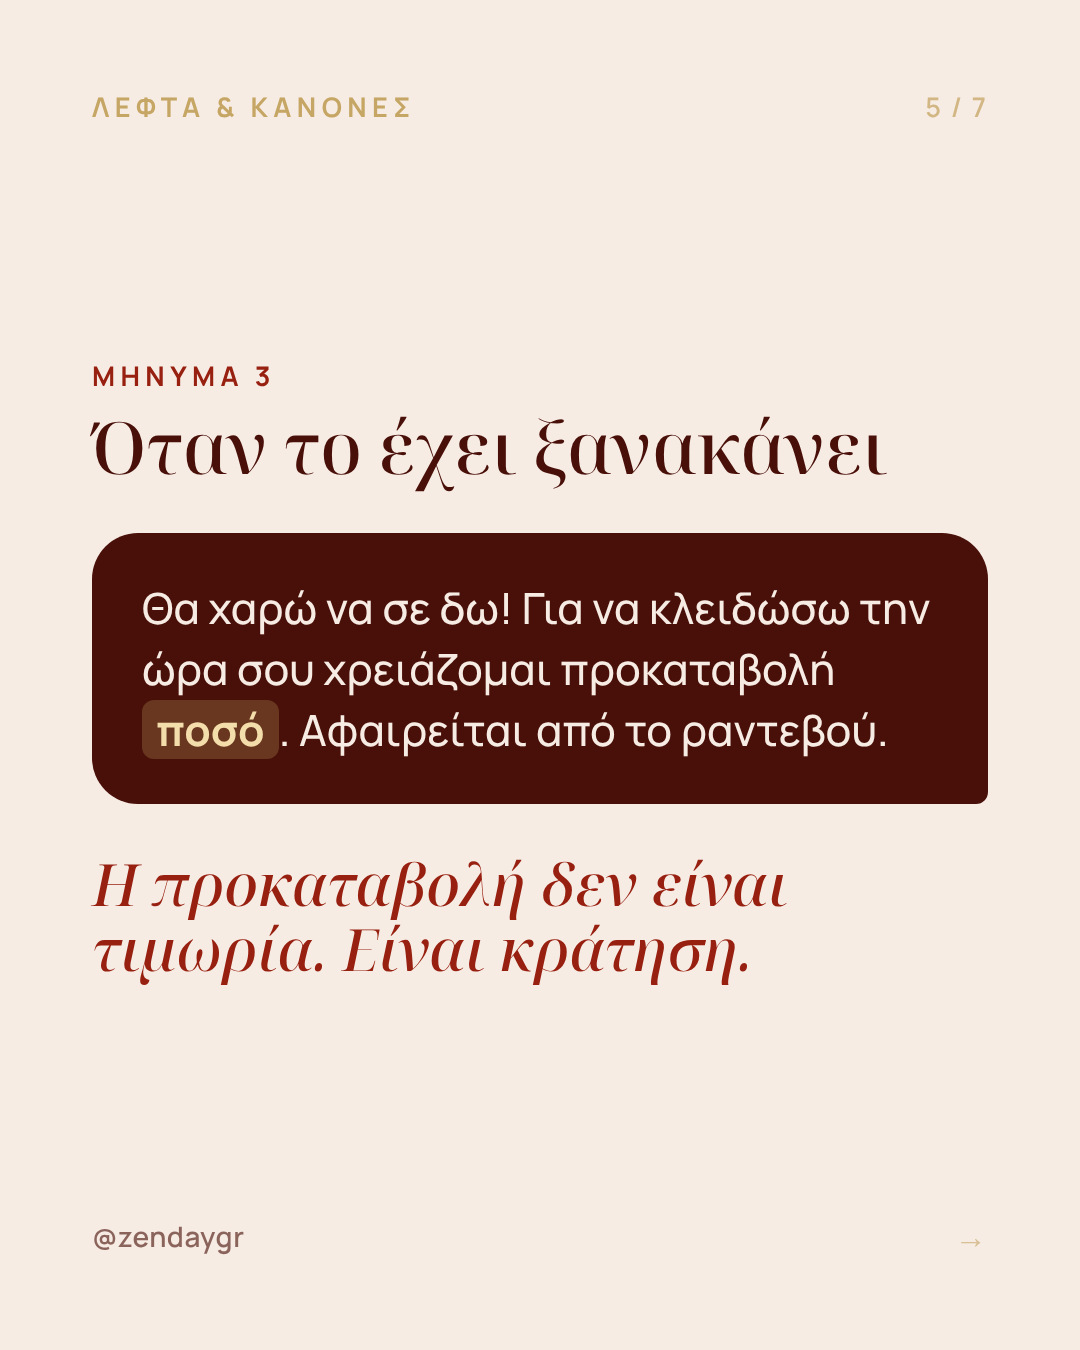 ΛΕΦΤΑ & ΚΑΝΟΝΕΣ
5 / 7
ΜΗΝΥΜΑ 3
Όταν το έχει ξανακάνει
Θα χαρώ να σε δω! Για να κλειδώσω την
ώρα σου χρειάζομαι προκαταβολή
ποσό. Αφαιρείται από το ραντεβού.
Η προκαταβολή δεν είναι
τιμωρία. Είναι κράτηση.
@zendaygr
→